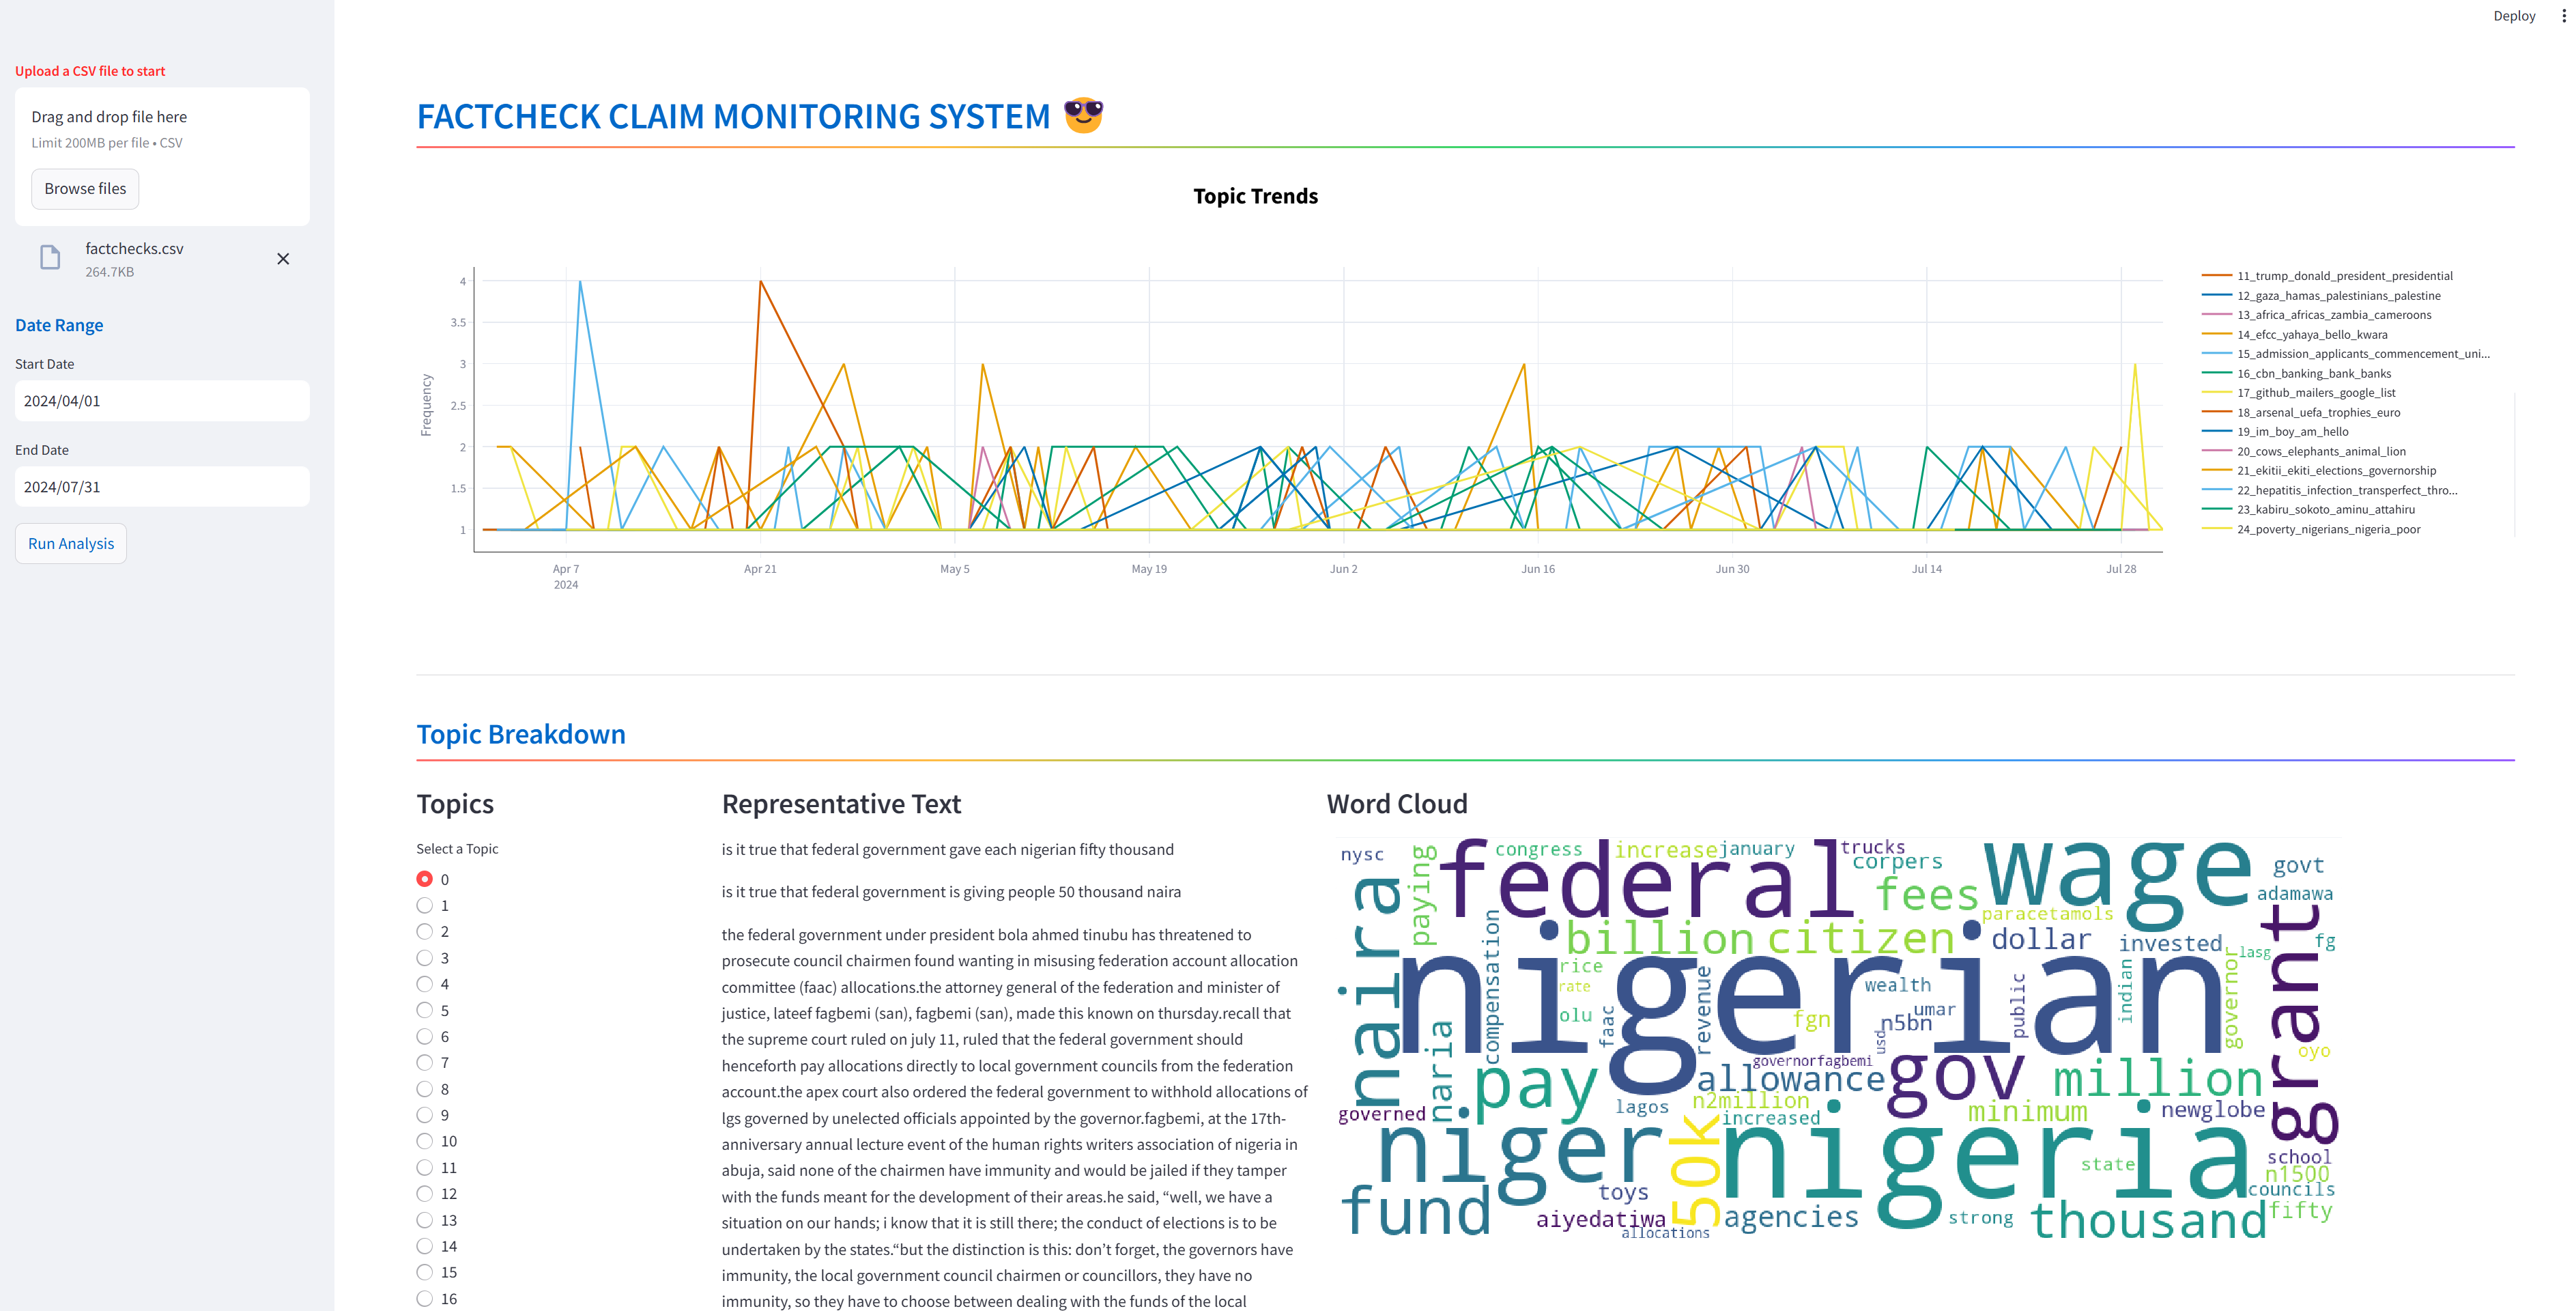 Deploy
Upload a CSV file to start
Drag and drop file here
Limit 200MB per file • CSV
Browse files
factchecks.csv
264.7KB
Date Range
Start Date
2024/04/01
End Date
2024/07/31
Run Analysis
FACTCHECK CLAIM MONITORING SYSTEM 😎
Topic Trends
Frequency
4
3.5
3
2.5
2
1.5
1
Apr 7
2024
Apr 21
May 5
May 19
Jun 2
Jun 16
Jun 30
Jul 14
Jul 28
11_trump_donald_president_presidential
12_gaza_hamas_palestinians_palestine
13_africa_africas_zambia_cameroons
14_efcc_yahaya_bello_kwara
15_admission_applicants_commencement_uni...
16_cbn_banking_bank_banks
17_github_mailers_google_list
18_arsenal_uefa_trophies_euro
19_im_boy_am_hello
20_cows_elephants_animal_lion
21_ekitii_ekiti_elections_governorship
22_hepatitis_infection_transperfect_thro...
23_kabiru_sokoto_aminu_attahiru
24_poverty_nigerians_nigeria_poor
Topic Breakdown
Topics
Select a Topic
0
1
2
3
4
5
6
7
8
9
10
11
12
13
14
15
16
Representative Text
is it true that federal government gave each nigerian fifty thousand
is it true that federal government is giving people 50 thousand naira
the federal government under president bola ahmed tinubu has threatened to
prosecute council chairmen found wanting in misusing federation account allocation
committee (faac) allocations.the attorney general of the federation and minister of
justice, lateef fagbemi (san), fagbemi (san), made this known on thursday.recall that
the supreme court ruled on july 11, ruled that the federal government should
henceforth pay allocations directly to local government councils from the federation
account.the apex court also ordered the federal government to withhold allocations of
lgs governed by unelected officials appointed by the governor.fagbemi, at the 17th-
anniversary annual lecture event of the human rights writers association of nigeria in
abuja, said none of the chairmen have immunity and would be jailed if they tamper
with the funds meant for the development of their areas.he said, “well, we have a
situation on our hands; i know that it is still there; the conduct of elections is to be
undertaken by the states.“but the distinction is this: don’t forget, the governors have
immunity, the local government council chairmen or councillors, they have no
immunity, so they have to choose between dealing with the funds of the local
Word Cloud
nysc
paying
congress
increase
january
trucks
corpers
federal
wage
govt
adamawa
fees
paracetamols
naira
compensation
billion
citizen
dollar
invested
fg
lasg
grant
rice
rate
olu
faac
nigerian
revenue
wealth
umar
fgn
n5bn
usd
public
indian
governor
oyo
naria
governorfagbemi
pay
allowance
gov
million
governed
lagos
n2million
increased
minimum
newglobe
niger
50k
nigeria
state
school
n1500
councils
fund
toys
aiyedatiwa
allocations
agencies
strong
thousand
fifty